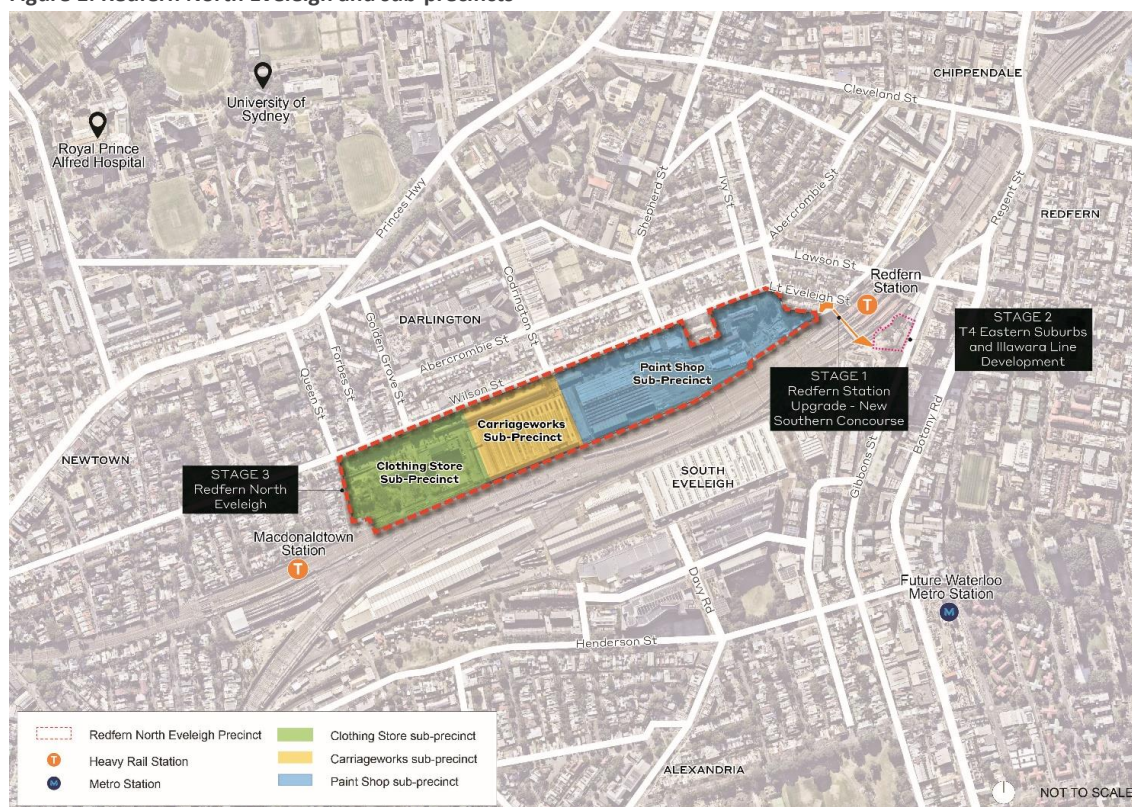 Figure 1: Redfern North Eveleigh and sub-precincts
CHIPPENDALE
Cleveland St
University of
Sydney
Royal Prince
Alfred Hospital
Princes Hwy
Shepherd St
Ivy St
Abercrombie St
Regent St
REDFERN
Lawson St
Redfern
Station
T
Lt Eveleigh St
STAGE 2
T4 Eastern Suburbs
and Illawara Line
Development
Codrington St
DARLINGTON
Golden Grove St
Abercrombie St
Forbes St
Wilson St
Queen St
Paint Shop
Sub-Precinct
STAGE 1
Redfern Station
Upgrade - New
Southern Concourse
Carriageworks
Sub-Precinct
Clothing Store
Sub-Precinct
NEWTOWN
STAGE 3
Redfern North
Eveleigh
SOUTH
EVELEIGH
Gibbons St
Botany Rd
Macdonaldtown
Station
T
Davy Rd
Future Waterloo
Metro Station
M
Henderson St
ALEXANDRIA
Redfern North Eveleigh Precinct
T Heavy Rail Station
M Metro Station
Clothing Store sub-precinct
Carriageworks sub-precinct
Paint Shop sub-precinct
NOT TO SCALE